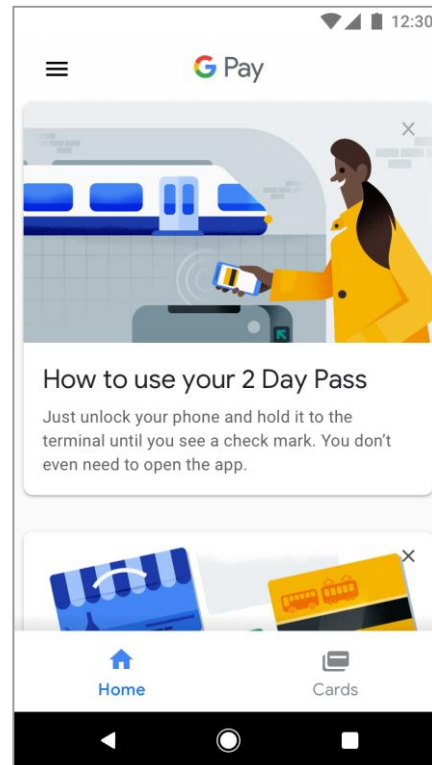 12:30
G Pay
How to use your 2 Day Pass
Just unlock your phone and hold it to the
terminal until you see a check mark. You don't
even need to open the app.
Home
Cards